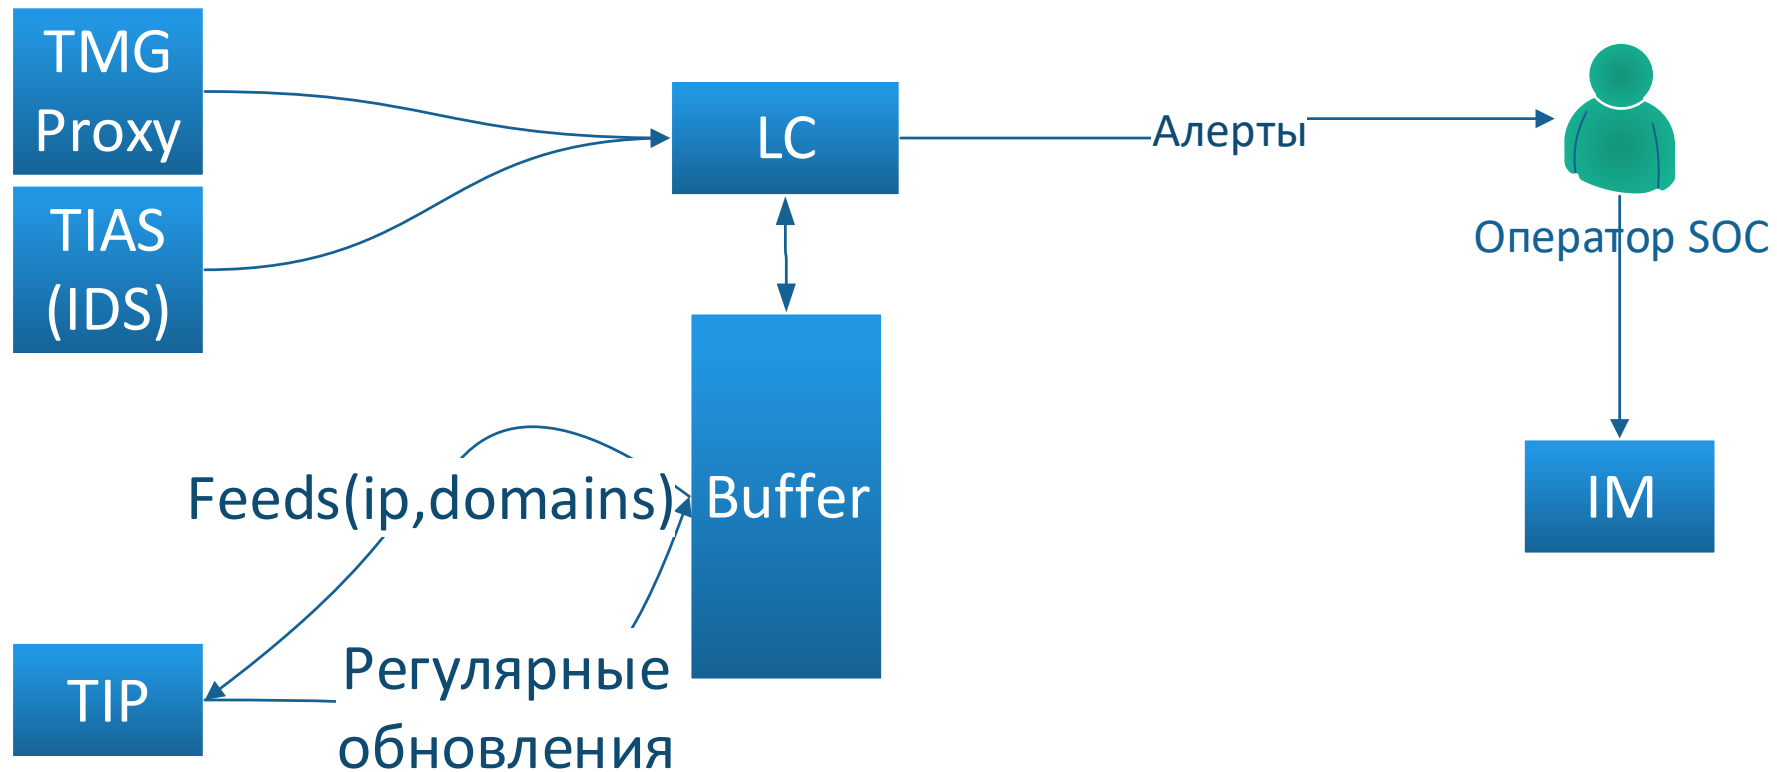 TMG
Proxy
TIAS
(IDS)
LC
Алерты
Оператор SOC
Feeds(ip,domains)
Buffer
IM
TIP
Регулярные
обновления